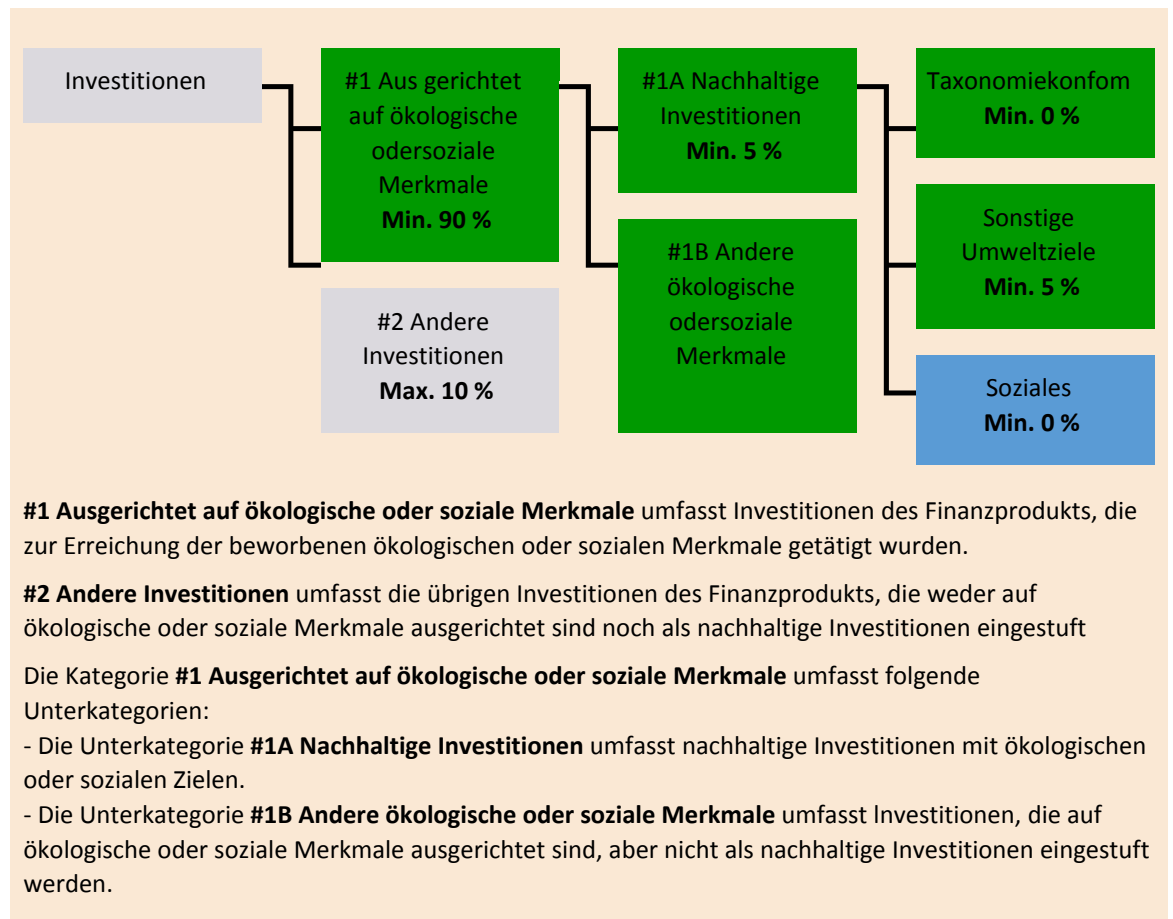 Investitionen
#1 Aus gerichtet
auf ökologische
odersoziale
Merkmale
Min. 90 %
#2 Andere
Investitionen
Max. 10 %
#1A Nachhaltige
Investitionen
Min. 5 %
#1B Andere
ökologische
odersoziale
Merkmale
Taxonomiekonfom
Min. 0 %
Sonstige
Umweltziele
Min. 5 %
Soziales
Min. 0 %
#1 Ausgerichtet auf ökologische oder soziale Merkmale umfasst Investitionen des Finanzprodukts, die
zur Erreichung der beworbenen ökologischen oder sozialen Merkmale getätigt wurden.
#2 Andere Investitionen umfasst die übrigen Investitionen des Finanzprodukts, die weder auf
ökologische oder soziale Merkmale ausgerichtet sind noch als nachhaltige Investitionen eingestuft
Die Kategorie #1 Ausgerichtet auf ökologische oder soziale Merkmale umfasst folgende
Unterkategorien:
- Die Unterkategorie #1A Nachhaltige Investitionen umfasst nachhaltige Investitionen mit ökologischen
oder sozialen Zielen.
- Die Unterkategorie #1B Andere ökologische oder soziale Merkmale umfasst lnvestitionen, die auf
ökologische oder soziale Merkmale ausgerichtet sind, aber nicht als nachhaltige Investitionen eingestuft
werden.